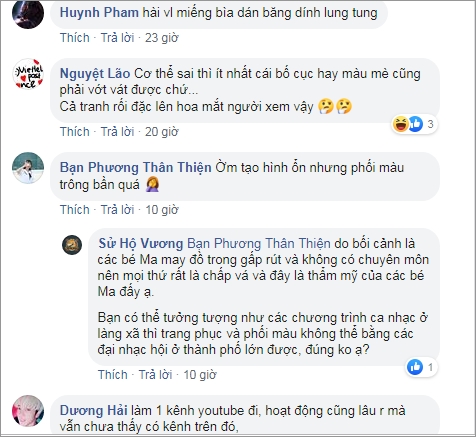 Huynh Pham hải vl miếng bìa dán băng dính lung tung
Thích · Trả lời · 23 giờ
Nguyệt Lão Cơ thể sai thì ít nhất cái bố cục hay màu mè cũng
phải vớt vát được chứ...
Cả tranh rối đặc lên hoa mắt người xem vậy 🤔🤔
Thích · Trả lời · 20 giờ
3
Bạn Phương Thân Thiện Ờm tạo hình ổn nhưng phối màu
trông bẩn quá 🤦‍♀️
Thích · Trả lời · 10 giờ
Sử Hộ Vương Bạn Phương Thân Thiện do bối cảnh là
các bé Ma may đồ trong gấp rút và không có chuyên môn
nên mọi thứ rất là chấp vá và đây là thẩm mỹ của các bé
Ma đấy ạ.
Bạn có thể tưởng tượng như các chương trình ca nhạc ở
làng xã thì trang phục và phối màu không thể bằng các
đại nhạc hội ở thành phố lớn được, đúng ko ạ?
Thích · Trả lời · 10 giờ
1
Dương Hải làm 1 kênh youtube đi, hoạt động cũng lâu r mà
vẫn chưa thấy có kênh trên đó,